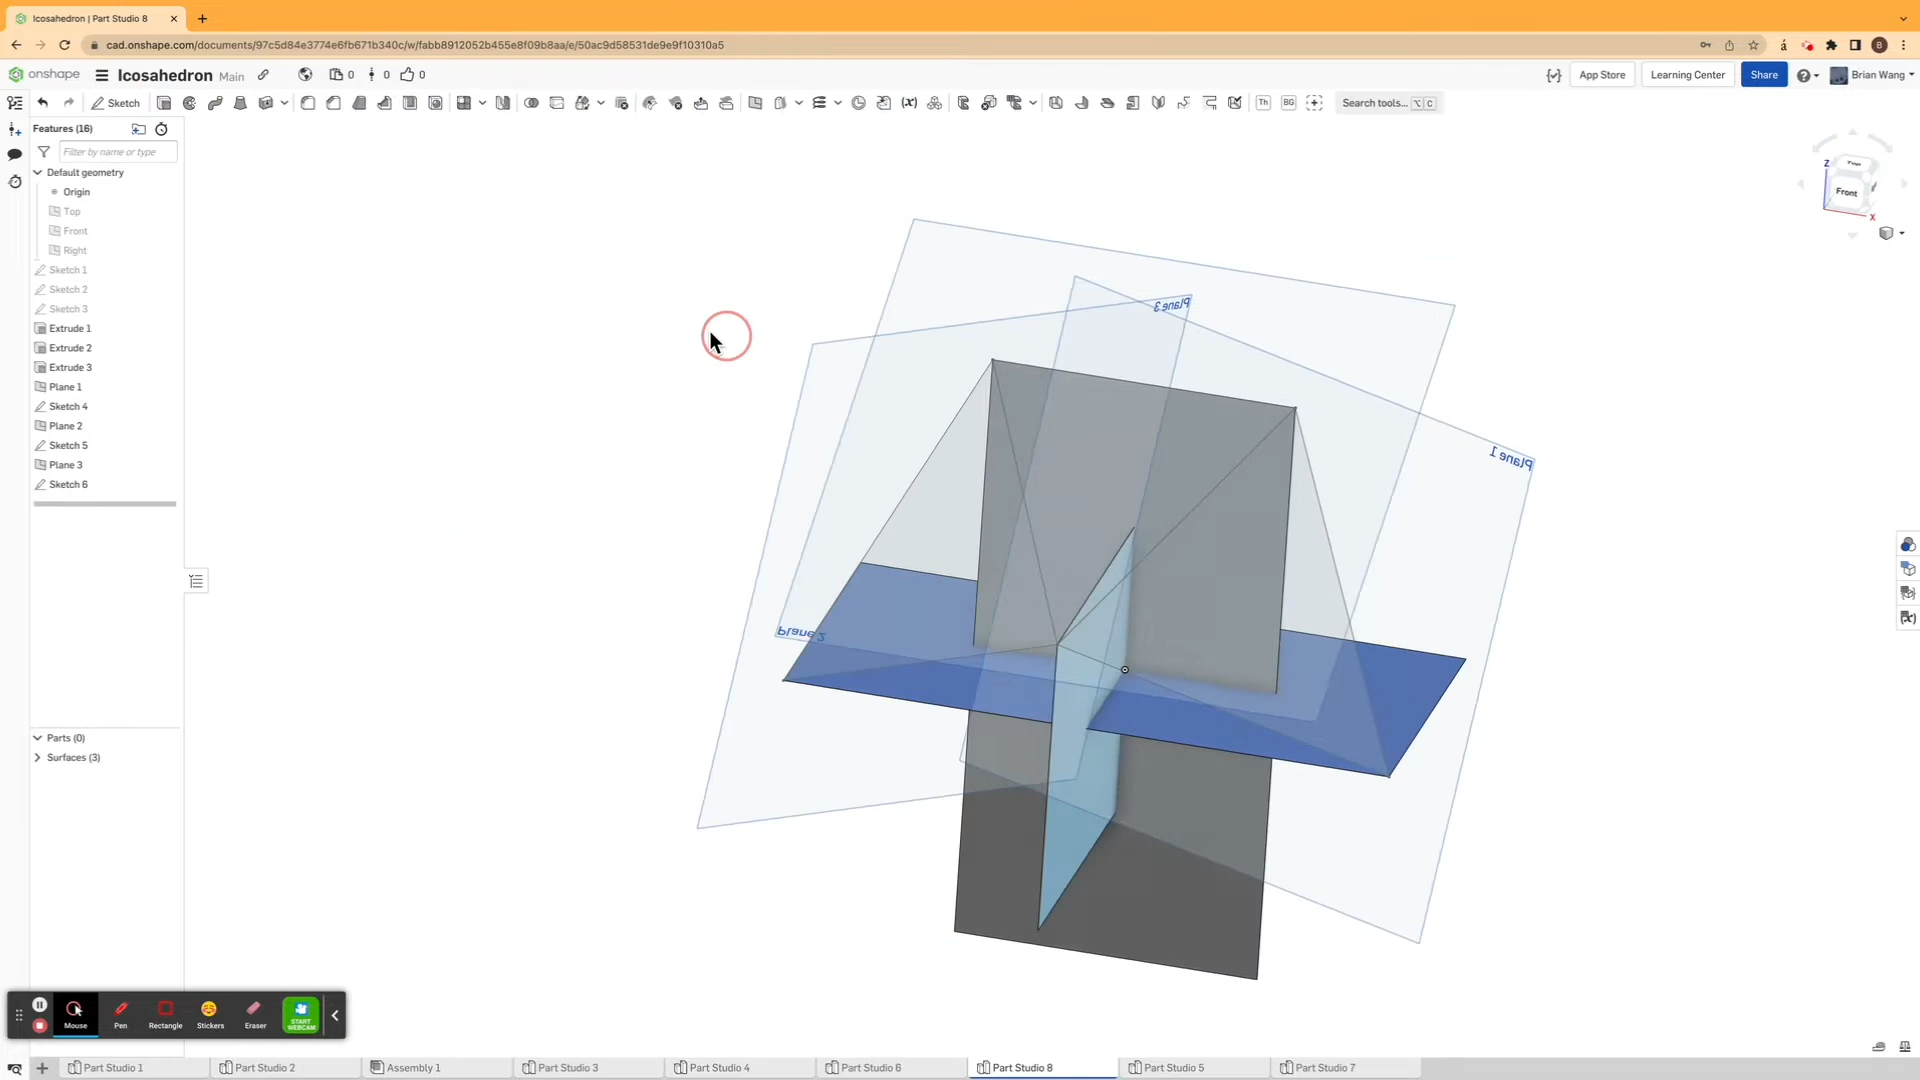 Icosahedron | Part Studio 8
cad.onshape.com/documents/97c5d84e3774e6fb671b340c/w/fabb8912052b455e8f09b8aa/e/50ac9d58531de9e9f10310a5
B
onshape
Icosahedron Main
0
0
0
App Store
Learning Center
Share
Brian Wang
Sketch
Th
BG
Search tools... ⌥ C
Features (16)
Filter by name or type
Default geometry
Origin
Top
Front
Right
Sketch 1
Sketch 2
Sketch 3
Extrude 1
Extrude 2
Extrude 3
Plane 1
Sketch 4
Plane 2
Sketch 5
Plane 3
Sketch 6
Parts (0)
Surfaces (3)
Z
Top
Front
X
Plane 3
Plane 1
Plane 2
Mouse
Pen
Rectangle
Stickers
Eraser
START
WEBCAM
Part Studio 1
Part Studio 2
Assembly 1
Part Studio 3
Part Studio 4
Part Studio 6
Part Studio 8
Part Studio 5
Part Studio 7